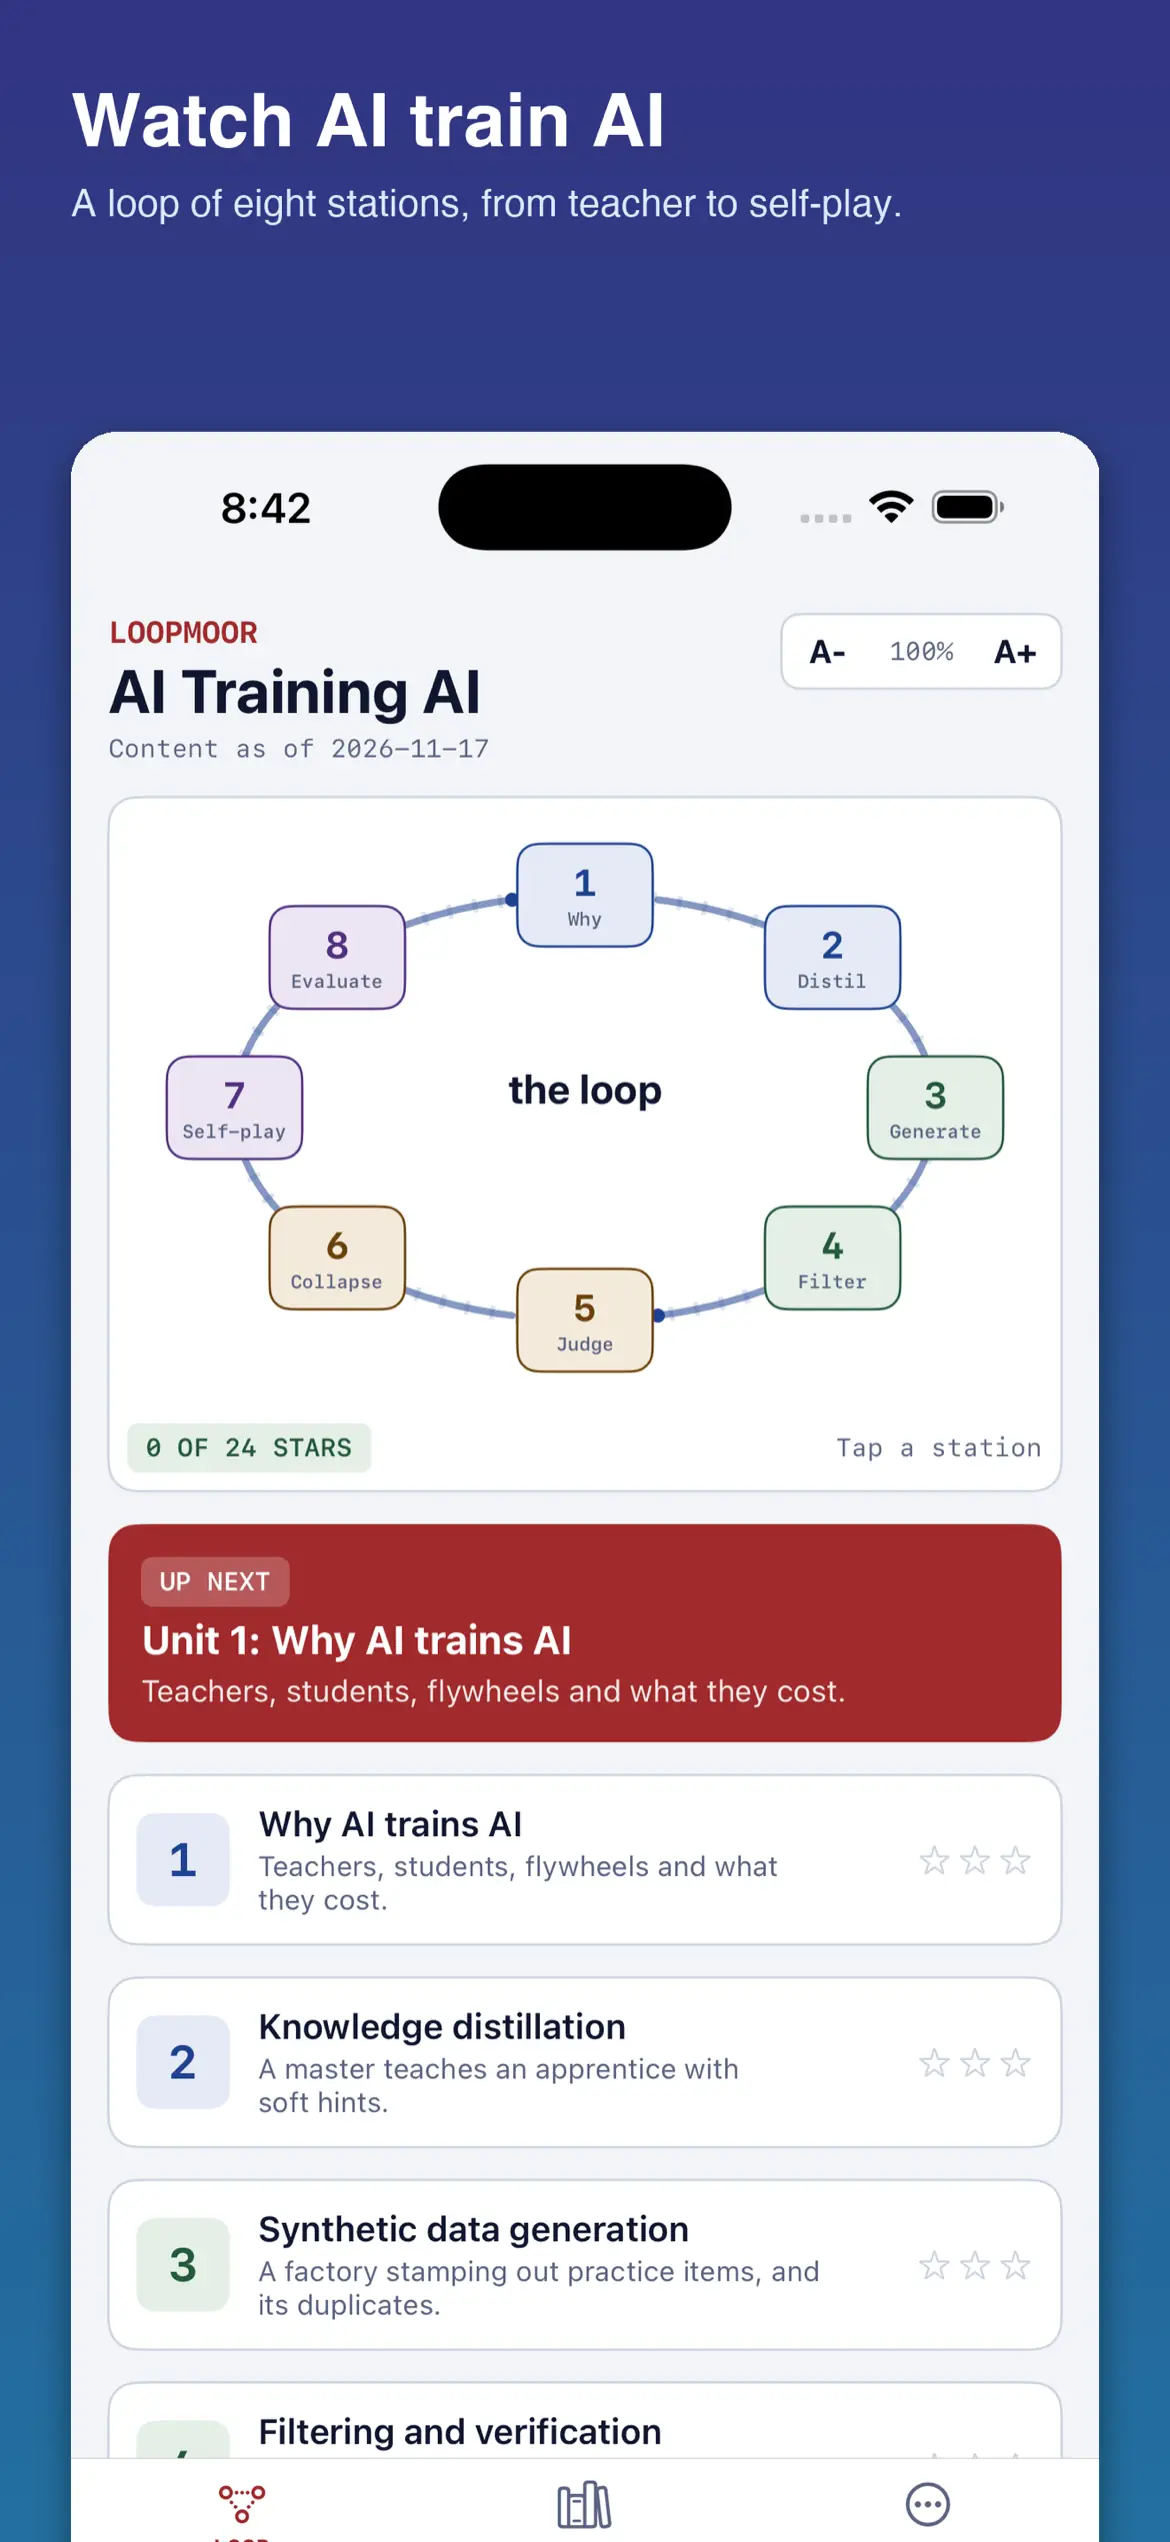 Watch AI train AI
A loop of eight stations, from teacher to self-play.
8:42
LOOPMOOR
AI Training AI
Content as of 2026-11-17
A- 100% A+
1
Why
2
Distil
3
Generate
4
Filter
5
Judge
6
Collapse
7
Self-play
8
Evaluate
the loop
0 OF 24 STARS
Tap a station
UP NEXT
Unit 1: Why AI trains AI
Teachers, students, flywheels and what they cost.
1
Why AI trains AI
Teachers, students, flywheels and what
they cost.
2
Knowledge distillation
A master teaches an apprentice with
soft hints.
3
Synthetic data generation
A factory stamping out practice items, and
its duplicates.
Filtering and verification